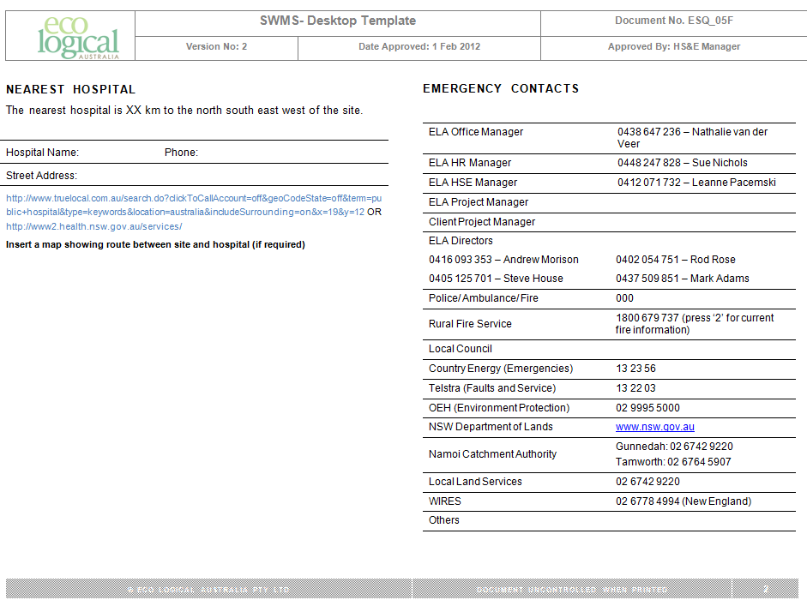 eco
logical
AUSTRALIA
SWMS- Desktop Template
Document No. ESQ_05F
Version No: 2
Date Approved: 1 Feb 2012
Approved By: HS&E Manager
NEAREST HOSPITAL
The nearest hospital is XX km to the north south east west of the site.
Hospital Name: Phone:
Street Address:
http://www.truelocal.com.au/search.do?clickToCallAccount=off&geoCodeState=off&term=pu
blic+hospital&type=keywords&location=australia&includeSurrounding=on&x=19&y=12 OR
http://www2.health.nsw.gov.au/services/
Insert a map showing route between site and hospital (if required)
EMERGENCY CONTACTS
ELA Office Manager 0438 647 236 – Nathalie van der
Veer
ELA HR Manager 0448 247 828 – Sue Nichols
ELA HSE Manager 0412 071 732 – Leanne Pacemski
ELA Project Manager
Client Project Manager
ELA Directors
0416 093 353 – Andrew Morison 0402 054 751 – Rod Rose
0405 125 701 – Steve House 0437 509 851 – Mark Adams
Police/Ambulance/Fire 000
Rural Fire Service 1800 679 737 (press '2' for current
fire information)
Local Council
Country Energy (Emergencies) 13 23 56
Telstra (Faults and Service) 13 22 03
OEH (Environment Protection) 02 9995 5000
NSW Department of Lands www.nsw.gov.au
Namoi Catchment Authority Gunnedah: 02 6742 9220
Tamworth: 02 6764 5907
Local Land Services 02 6742 9220
WIRES 02 6778 4994 (New England)
Others
© ECO LOGICAL AUSTRALIA PTY LTD
DOCUMENT UNCONTROLLED WHEN PRINTED
2